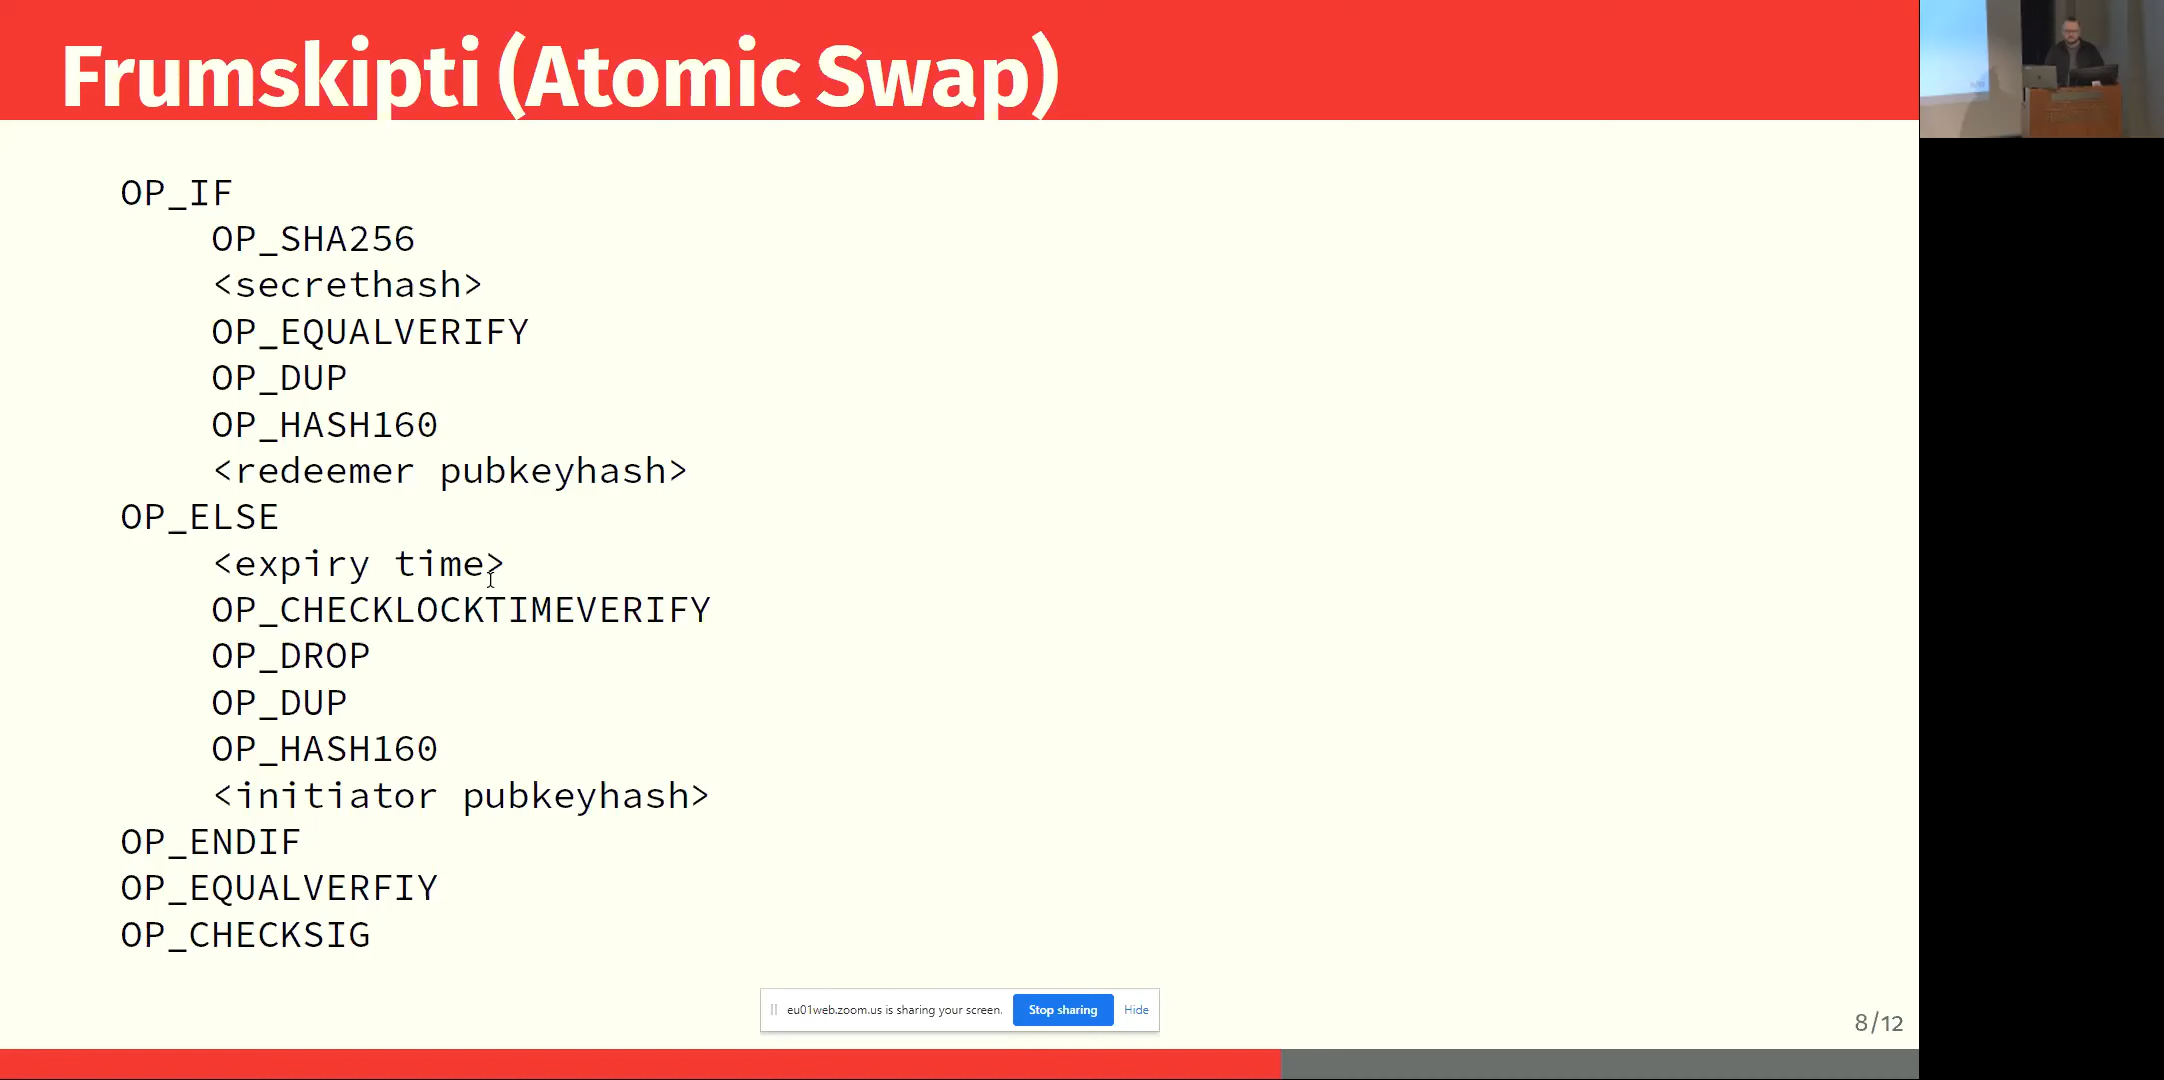 Frumskipti (Atomic Swap)
OP_IF
OP_SHA256
<secrethash>
OP_EQUALVERIFY
OP_DUP
OP_HASH160
<redeemer pubkeyhash>
OP_ELSE
<expiry time>
OP_CHECKLOCKTIMEVERIFY
OP_DROP
OP_DUP
OP_HASH160
<initiator pubkeyhash>
OP_ENDIF
OP_EQUALVERFIY
OP_CHECKSIG
eu01web.zoom.us is sharing your screen.
Stop sharing
Hide
8/12